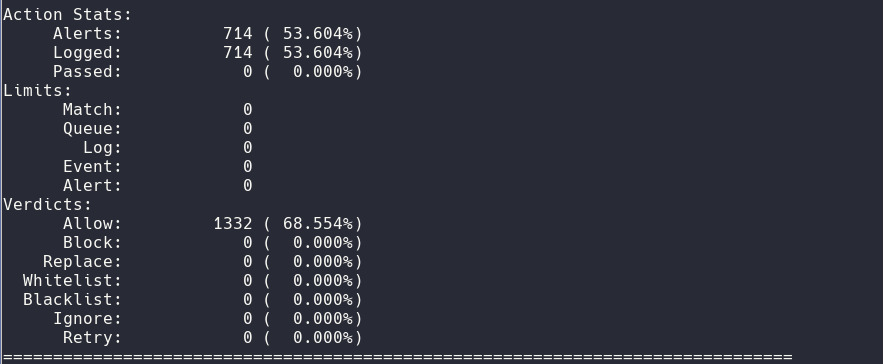 Action Stats:
     Alerts:          714 ( 53.604%)
     Logged:          714 ( 53.604%)
     Passed:            0 (  0.000%)
Limits:
      Match:            0
      Queue:            0
        Log:            0
      Event:            0
      Alert:            0
Verdicts:
      Allow:         1332 ( 68.554%)
      Block:            0 (  0.000%)
    Replace:            0 (  0.000%)
  Whitelist:            0 (  0.000%)
  Blacklist:            0 (  0.000%)
     Ignore:            0 (  0.000%)
      Retry:            0 (  0.000%)
===============================================================================